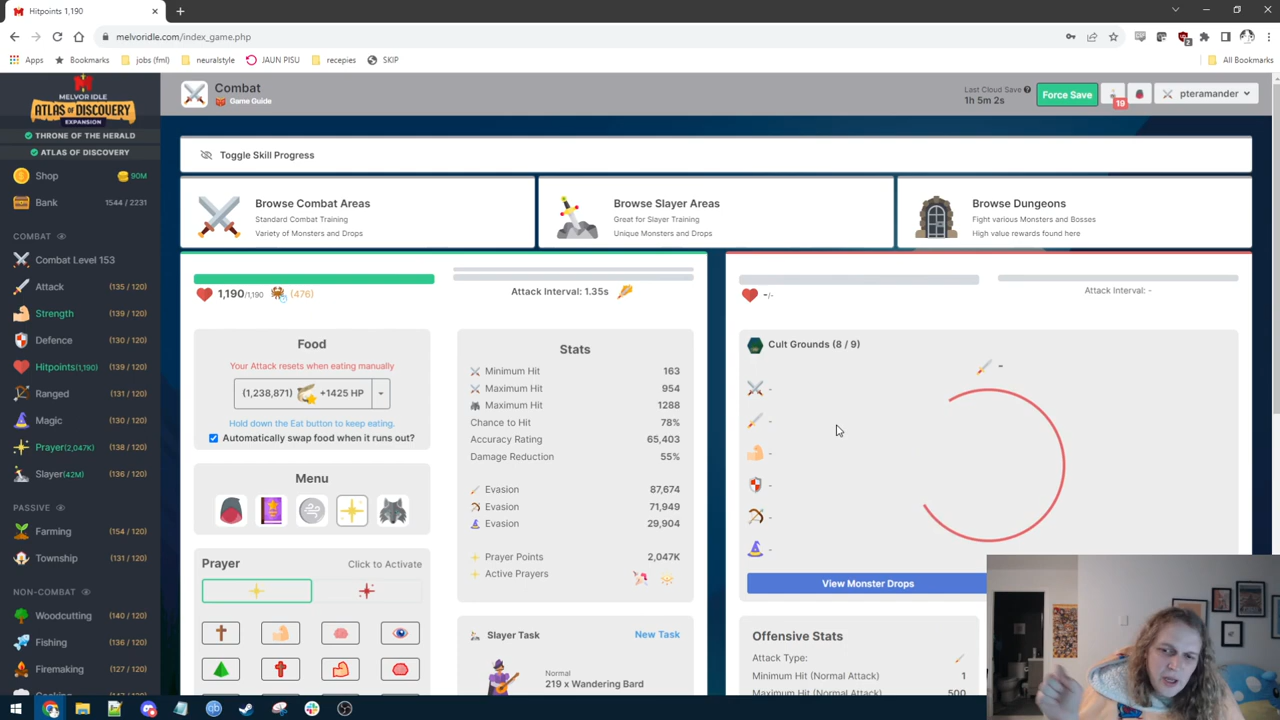 Hitpoints 1,190
melvoridle.com/index_game.php
Apps
Bookmarks
jobs (fml)
neuralstyle
JAUN PISU
recepies
SKIP
All Bookmarks
MELVOR IDLE
ATLAS OF DISCOVERY
EXPANSION
THRONE OF THE HERALD
ATLAS OF DISCOVERY
Shop 90M
Bank 1544 / 2231
COMBAT
Combat Level 153
Attack (135 / 120)
Strength (139 / 120)
Defence (130 / 120)
Hitpoints(1,190) (136 / 120)
Ranged (131 / 120)
Magic (130 / 120)
Prayer(2,047K) (138 / 120)
Slayer(42M) (136 / 120)
PASSIVE
Farming (154 / 120)
Township (131 / 120)
NON-COMBAT
Woodcutting (140 / 120)
Fishing (136 / 120)
Firemaking (127 / 120)
Combat
Game Guide
Last Cloud Save
1h 5m 2s
Force Save
19
pteramander
Toggle Skill Progress
Browse Combat Areas
Standard Combat Training
Variety of Monsters and Drops
Browse Slayer Areas
Great for Slayer Training
Unique Monsters and Drops
Browse Dungeons
Fight various Monsters and Bosses
High value rewards found here
1,190/1,190 (476)
Attack Interval: 1.35s
Food
Your Attack resets when eating manually
(1,238,871) +1425 HP
Hold down the Eat button to keep eating.
Automatically swap food when it runs out?
Menu
Prayer Click to Activate
Stats
Minimum Hit 163
Maximum Hit 954
Maximum Hit 1288
Chance to Hit 78%
Accuracy Rating 65,403
Damage Reduction 55%
Evasion 87,674
Evasion 71,949
Evasion 29,904
Prayer Points 2,047K
Active Prayers
Slayer Task New Task
Normal
219 x Wandering Bard
-/-
Attack Interval: -
Cult Grounds (8 / 9)
-
-
-
-
-
-
-
View Monster Drops
Offensive Stats
Attack Type:
Minimum Hit (Normal Attack) 1
Maximum Hit (Normal Attack) 500